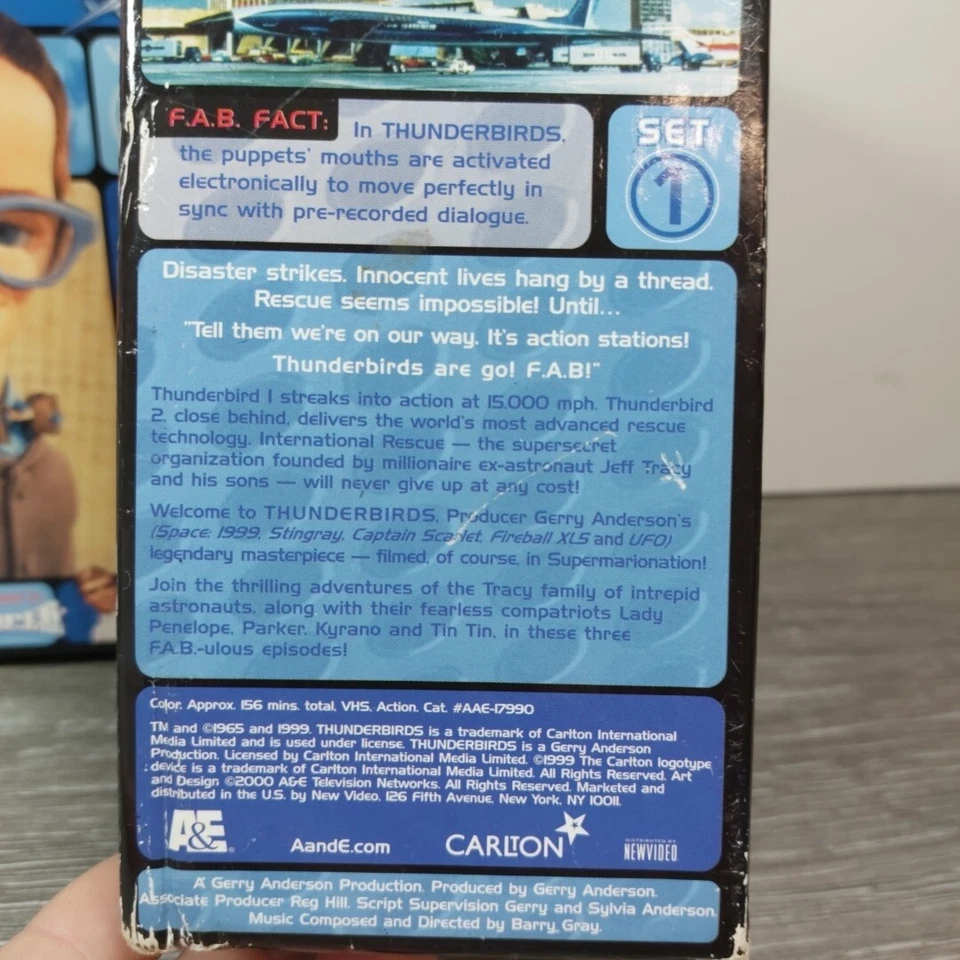 F.A.B. FACT: In THUNDERBIRDS,
the puppets' mouths are activated
electronically to move perfectly in
sync with pre-recorded dialogue.
SET
1
Disaster strikes. Innocent lives hang by a thread.
Rescue seems impossible! Until...
"Tell them we're on our way. It's action stations!
Thunderbirds are go! F.A.B!"
Thunderbird 1 streaks into action at 15,000 mph. Thunderbird
2, close behind, delivers the world's most advanced rescue
technology. International Rescue — the supersecret
organization founded by millionaire ex-astronaut Jeff Tracy
and his sons — will never give up at any cost!
Welcome to THUNDERBIRDS, Producer Gerry Anderson's
(Space: 1999, Stingray, Captain Scarlet, Fireball XL5 and UFO)
legendary masterpiece — filmed, of course, in Supermarionation!
Join the thrilling adventures of the Tracy family of intrepid
astronauts, along with their fearless compatriots Lady
Penelope, Parker, Kyrano and Tin Tin, in these three
F.A.B.-ulous episodes!
Color. Approx. 156 mins. total. VHS. Action. Cat. #AAE-17990
TM and ©1965 and 1999. THUNDERBIRDS is a trademark of Carlton International
Media Limited and is used under license. THUNDERBIRDS is a Gerry Anderson
Production. Licensed by Carlton International Media Limited. ©1999 The Carlton logotype
device is a trademark of Carlton International Media Limited. All Rights Reserved. Art
and Design ©2000 A&E Television Networks. All Rights Reserved. Marketed and
distributed in the U.S. by New Video, 126 Fifth Avenue, New York, NY 10011.
A&E AandE.com CARLTON DISTRIBUTED BY
NEWVIDEO
A Gerry Anderson Production. Produced by Gerry Anderson.
Associate Producer Reg Hill. Script Supervision Gerry and Sylvia Anderson.
Music Composed and Directed by Barry Gray.